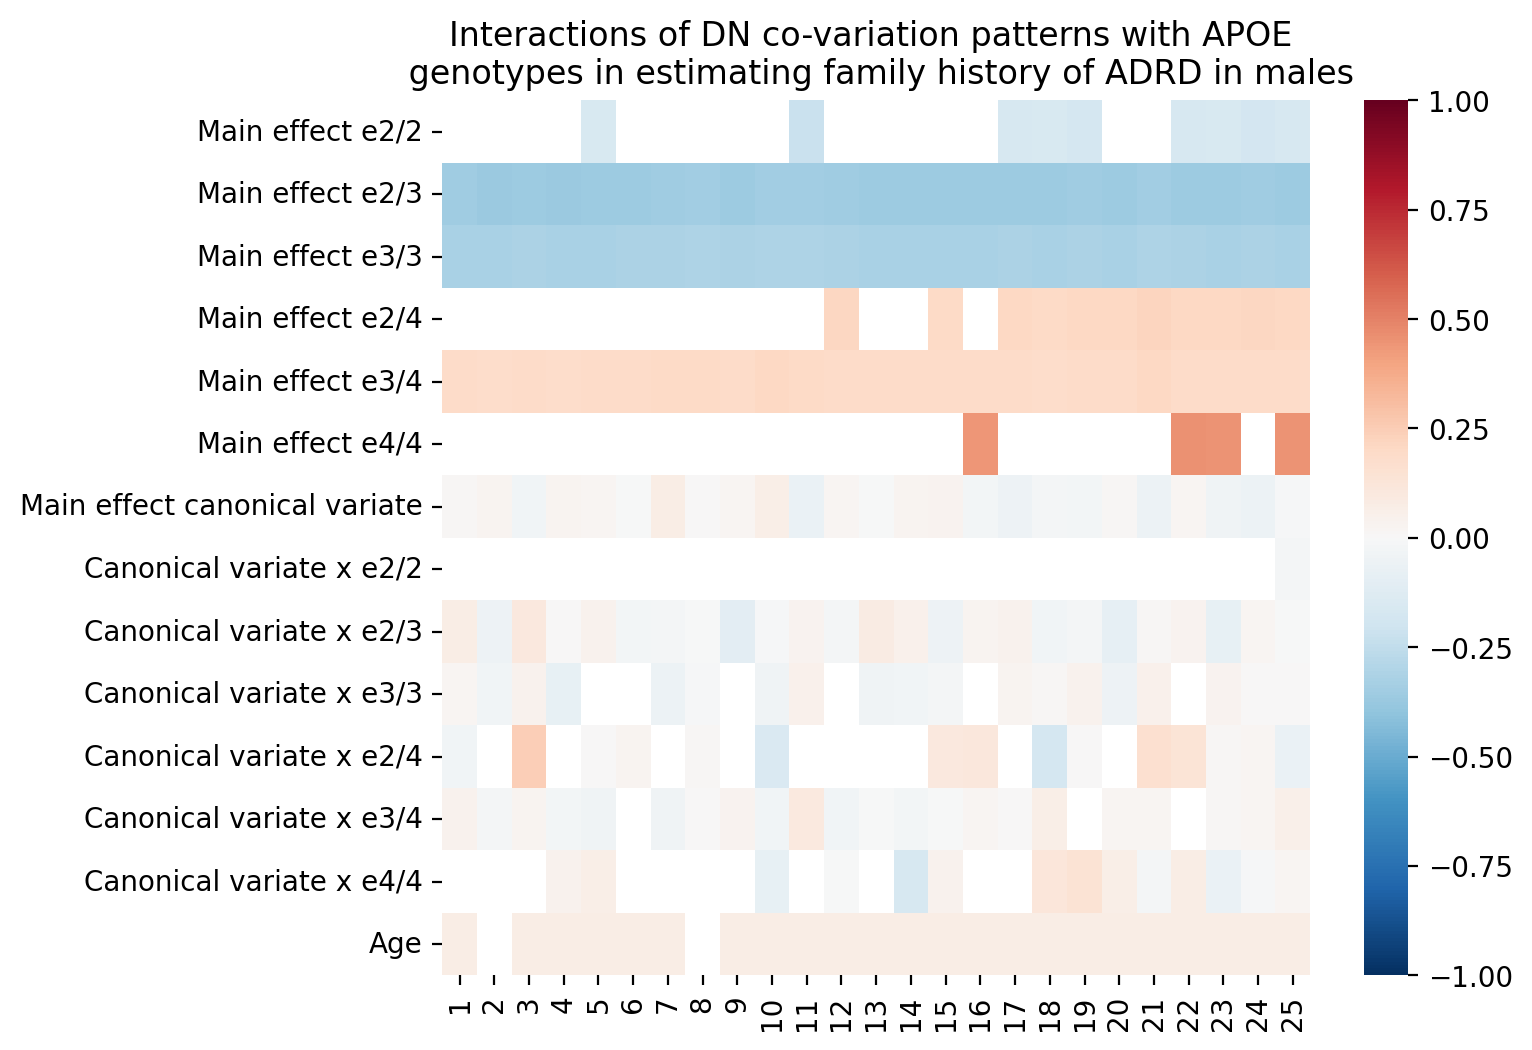 Interactions of DN co-variation patterns with APOE
genotypes in estimating family history of ADRD in males
Main effect e2/2
Main effect e2/3
Main effect e3/3
Main effect e2/4
Main effect e3/4
Main effect e4/4
Main effect canonical variate
Canonical variate x e2/2
Canonical variate x e2/3
Canonical variate x e3/3
Canonical variate x e2/4
Canonical variate x e3/4
Canonical variate x e4/4
Age
1 2 3 4 5 6 7 8 9 10 11 12 13 14 15 16 17 18 19 20 21 22 23 24 25
1.00
0.75
0.50
0.25
0.00
−0.25
−0.50
−0.75
−1.00